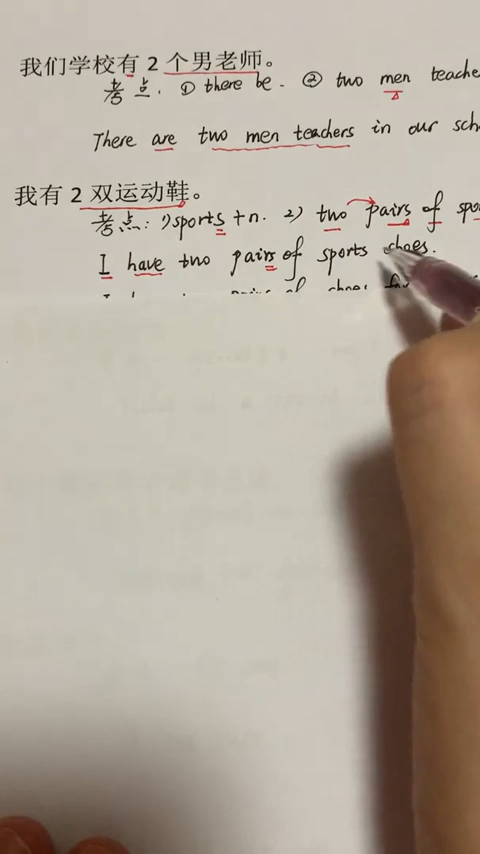 我们学校有 2 个男老师。
考点. ① there be. ② two men teache
There are two men teachers in our sch
我有 2 双运动鞋。
考点: 1) sports + n. 2) two pairs of spo
I have two pairs of sports shoes.